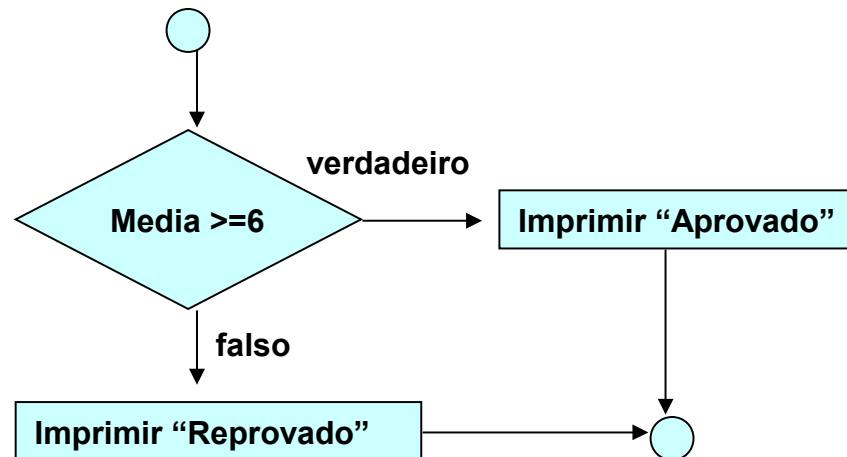 verdadeiro
Media >=6
Imprimir “Aprovado”
falso
Imprimir “Reprovado”